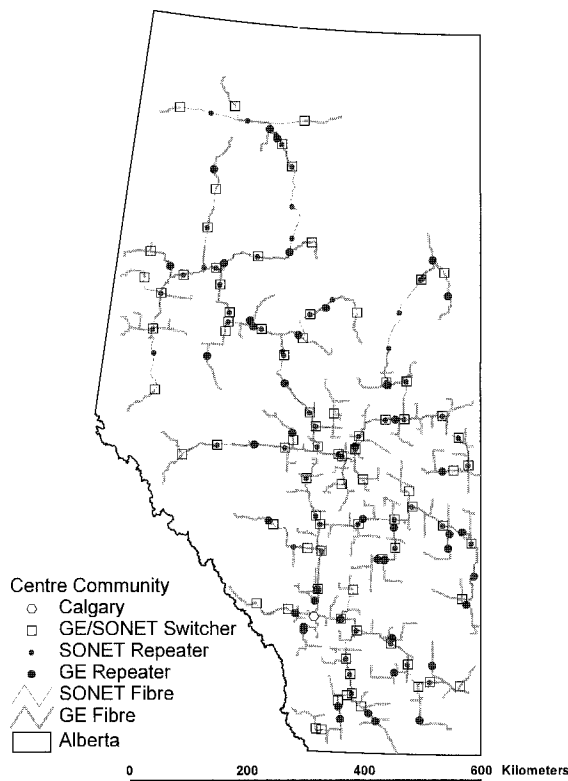 Centre Community
Calgary
GE/SONET Switcher
SONET Repeater
GE Repeater
SONET Fibre
GE Fibre
Alberta
0 200 400 600 Kilometers